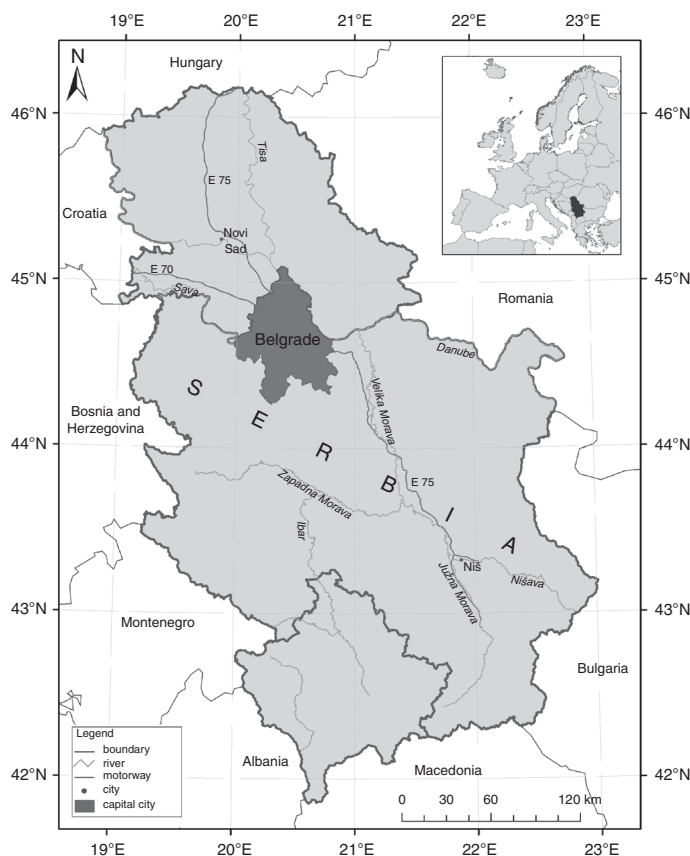 19°E 20°E 21°E 22°E 23°E
N
Hungary
46°N 46°N
Tisa
E 75
Croatia
Novi
Sad
45°N 45°N
E 70
Sava
Romania
Belgrade
Danube
Velika Morava
Bosnia and
Herzegovina
44°N 44°N
S E R B I A
E 75
Zapadna Morava
Ibar
Niš
Nišava
Južna Morava
43°N 43°N
Montenegro
Bulgaria
Legend
boundary
river
motorway
city
capital city
Albania
Macedonia
42°N 42°N
0 30 60 120 km
19°E 20°E 21°E 22°E 23°E